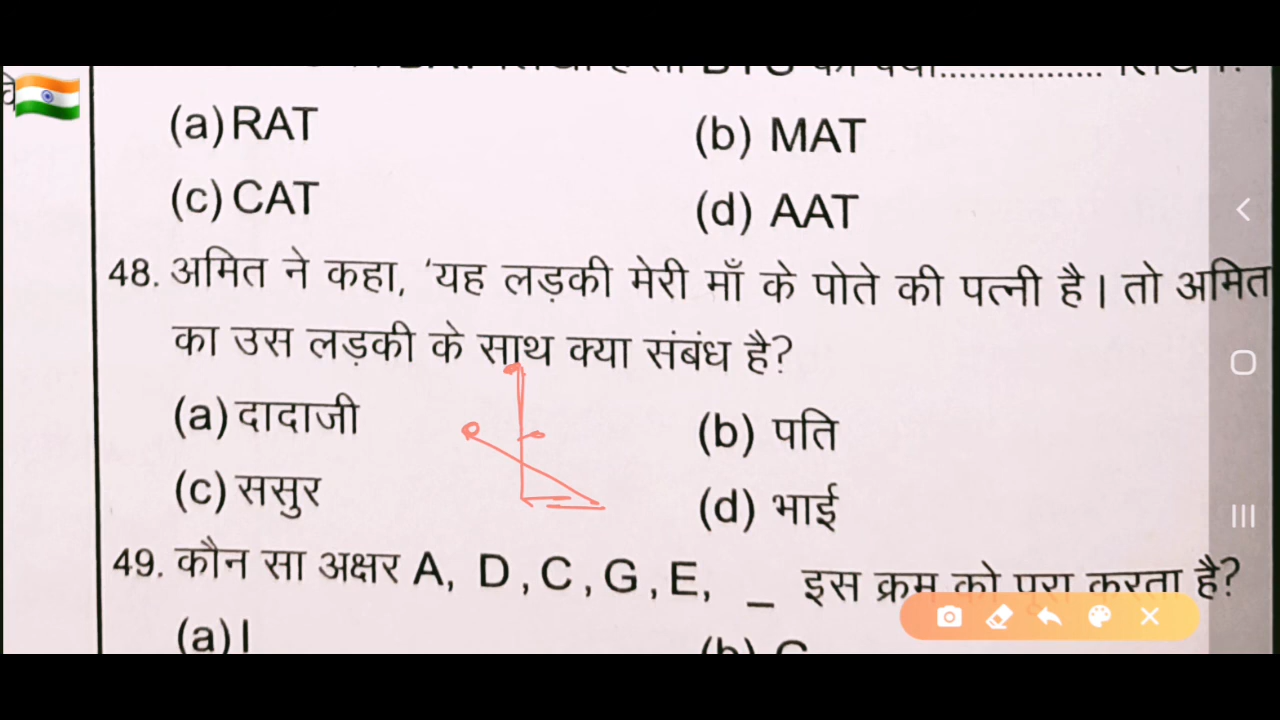 (a) RAT
(b) MAT
(c) CAT
(d) AAT
48. अमित ने कहा, ‘यह लड़की मेरी माँ के पोते की पत्नी है। तो अमित
का उस लड़की के साथ क्या संबंध है?
(a) दादाजी
(b) पति
(c) ससुर
(d) भाई
49. कौन सा अक्षर A, D, C, G, E, _ इस क्रम को पूरा करता है?
(a) I